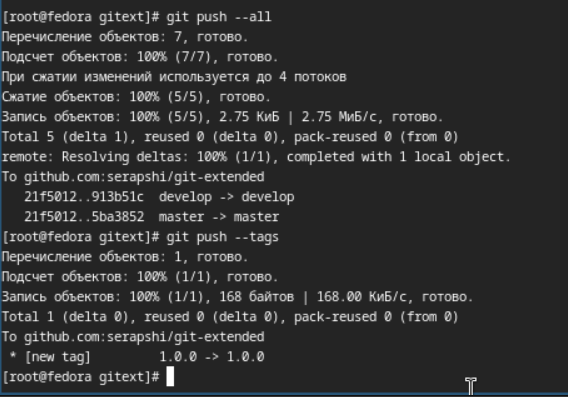 [root@fedora gitext]# git push --all
Перечисление объектов: 7, готово.
Подсчет объектов: 100% (7/7), готово.
При сжатии изменений используется до 4 потоков
Сжатие объектов: 100% (5/5), готово.
Запись объектов: 100% (5/5), 2.75 КиБ | 2.75 МиБ/с, готово.
Total 5 (delta 1), reused 0 (delta 0), pack-reused 0 (from 0)
remote: Resolving deltas: 100% (1/1), completed with 1 local object.
To github.com:serapshi/git-extended
   21f5012..913b51c  develop -> develop
   21f5012..5ba3852  master -> master
[root@fedora gitext]# git push --tags
Перечисление объектов: 1, готово.
Подсчет объектов: 100% (1/1), готово.
Запись объектов: 100% (1/1), 168 байтов | 168.00 КиБ/с, готово.
Total 1 (delta 0), reused 0 (delta 0), pack-reused 0 (from 0)
To github.com:serapshi/git-extended
 * [new tag]         1.0.0 -> 1.0.0
[root@fedora gitext]#